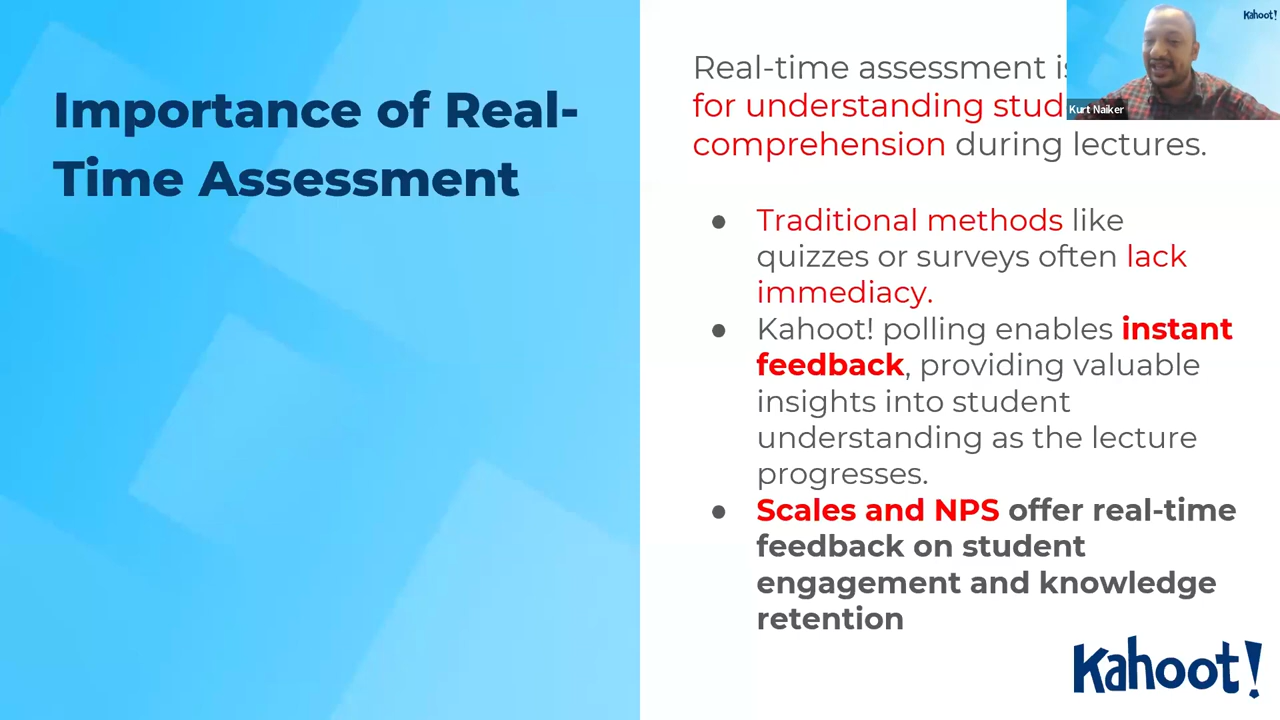 Importance of Real-
Time Assessment
Real-time assessment
for understanding
comprehension during lectures.
● Traditional methods like
quizzes or surveys often lack
immediacy.
● Kahoot! polling enables instant
feedback, providing valuable
insights into student
understanding as the lecture
progresses.
● Scales and NPS offer real-time
feedback on student
engagement and knowledge
retention
Kahoot!
Kurt Naiker
Kahoot!